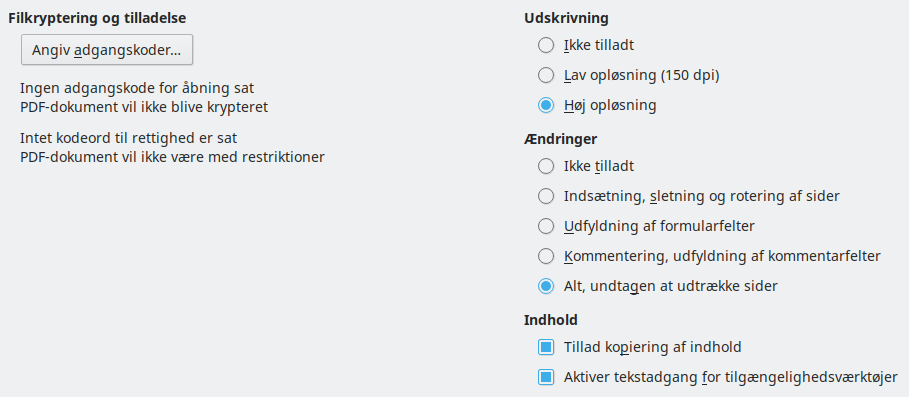 Filkryptering og tilladelse
Angiv adgangskoder...
Ingen adgangskode for åbning sat
PDF-dokument vil ikke blive krypteret
Intet kodeord til rettighed er sat
PDF-dokument vil ikke være med restriktioner
Udskrivning
Ikke tilladt
Lav opløsning (150 dpi)
Høj opløsning
Ændringer
Ikke tilladt
Indsætning, sletning og rotering af sider
Udfyldning af formularfelter
Kommentering, udfyldning af kommentarfelter
Alt, undtagen at udtrække sider
Indhold
Tillad kopiering af indhold
Aktiver tekstadgang for tilgængelighedsværktøjer